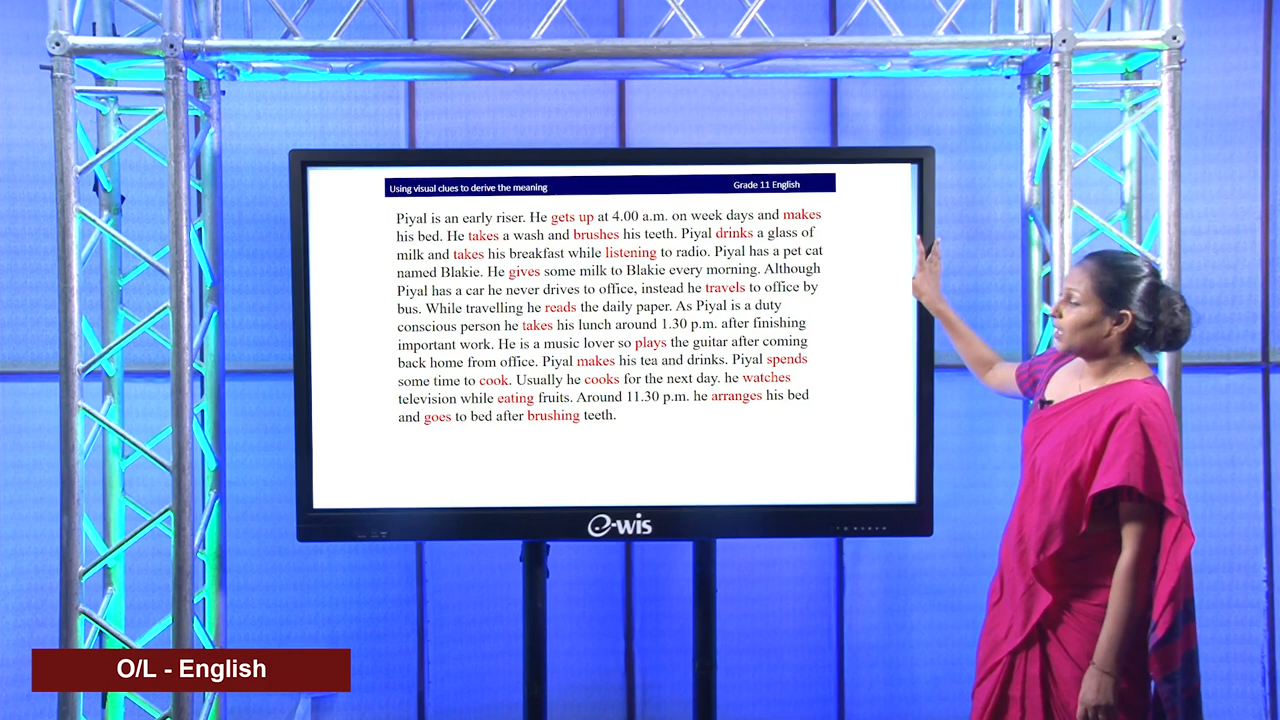 Using visual clues to derive the meaning Grade 11 English
Piyal is an early riser. He gets up at 4.00 a.m. on week days and makes
his bed. He takes a wash and brushes his teeth. Piyal drinks a glass of
milk and takes his breakfast while listening to radio. Piyal has a pet cat
named Blakie. He gives some milk to Blakie every morning. Although
Piyal has a car he never drives to office, instead he travels to office by
bus. While travelling he reads the daily paper. As Piyal is a duty
conscious person he takes his lunch around 1.30 p.m. after finishing
important work. He is a music lover so plays the guitar after coming
back home from office. Piyal makes his tea and drinks. Piyal spends
some time to cook. Usually he cooks for the next day. he watches
television while eating fruits. Around 11.30 p.m. he arranges his bed
and goes to bed after brushing teeth.
e-wis
O/L - English